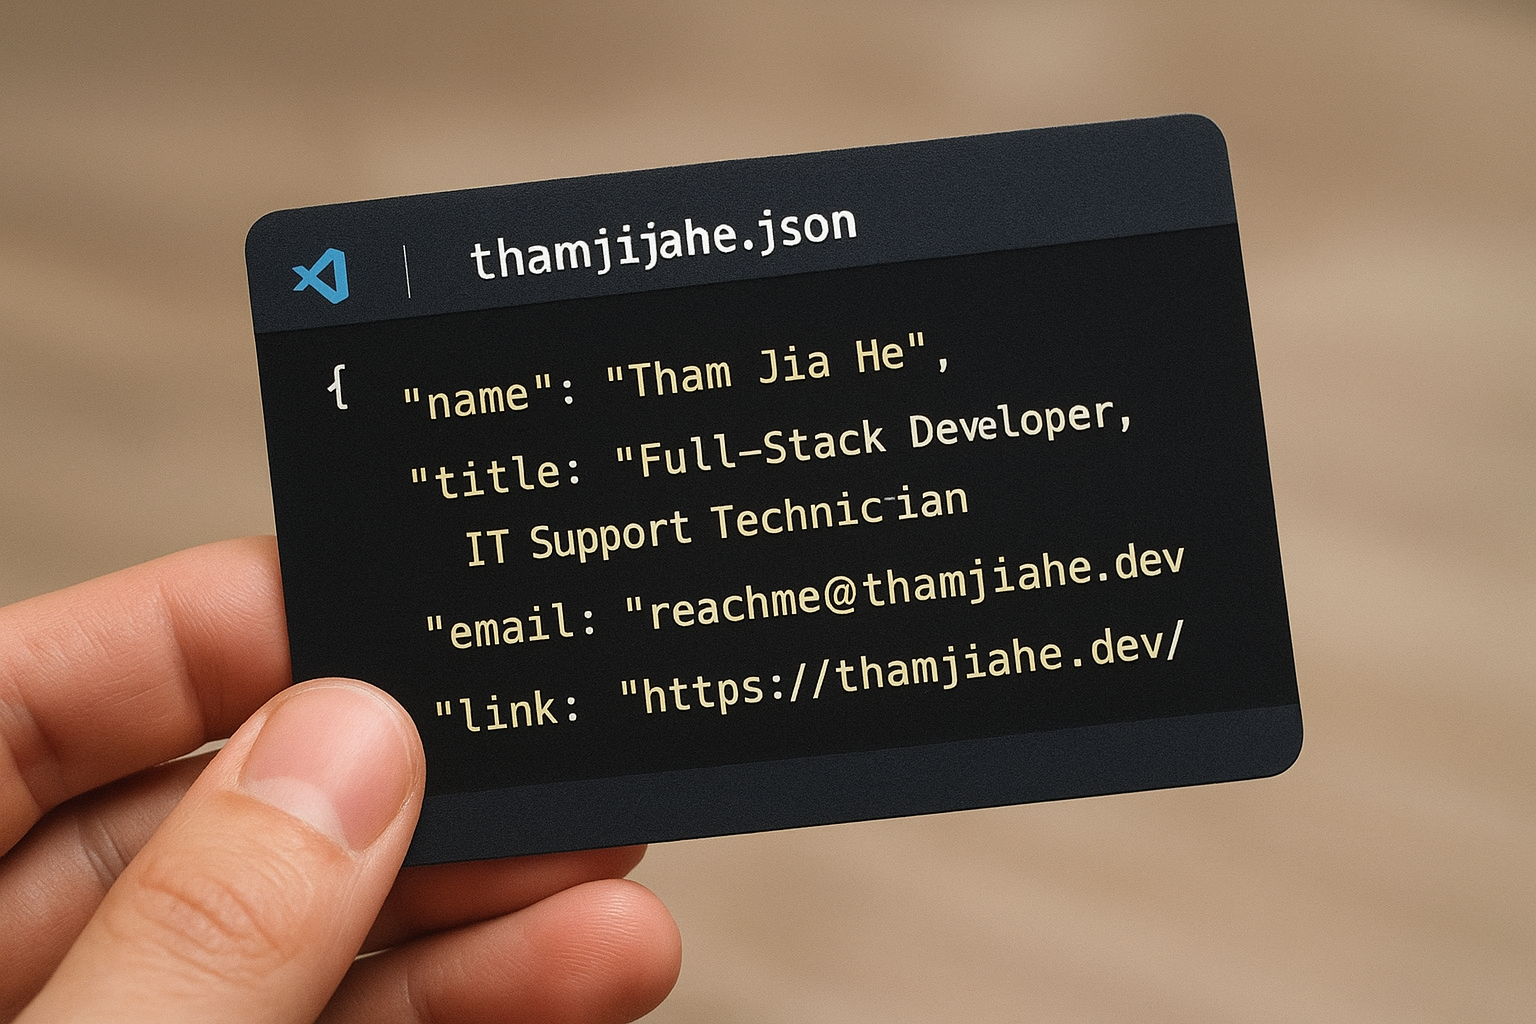 thamjijahe.json
{ "name": "Tham Jia He",
"title: "Full-Stack Developer,
IT Support Technic-ian
"email: "reachme@thamjiahe.dev
"link: "https://thamjiahe.dev/